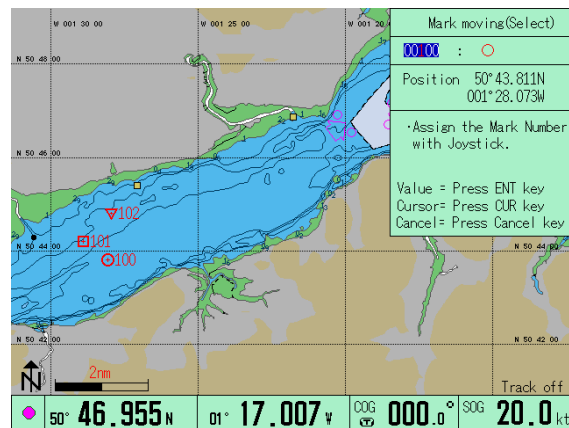 W 001 30 00
W 001 25 00
W 001 20
Mark moving(Select)
00:00 :
Position 50°43.811N
001°28.073W
·Assign the Mark Number
with Joystick.
Value = Press ENT key
Cursor= Press CUR key
Cancel= Press Cancel key
N 50 48 00
N 50 46 00
102
101
100
N 50 44 00
N 50 44 00
N 50 42 00
N 50 42 00
N
2nm
Track off
50° 46.955 N
01° 17.007 W
COG
T
000.0°
SOG 20.0 kt